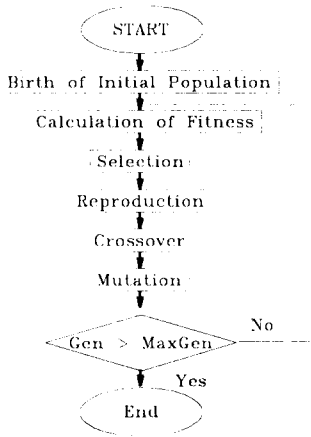 START
Birth of Initial Population
Calculation of Fitness
Selection
Reproduction
Crossover
Mutation
Gen > MaxGen
No
Yes
End